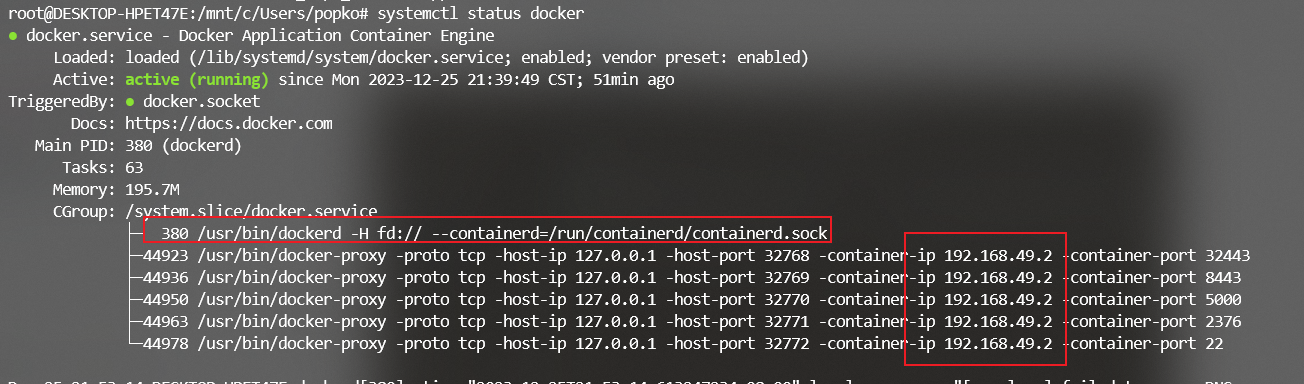 root@DESKTOP-HPET47E:/mnt/c/Users/popko# systemctl status docker
● docker.service - Docker Application Container Engine
Loaded: loaded (/lib/systemd/system/docker.service; enabled; vendor preset: enabled)
Active: active (running) since Mon 2023-12-25 21:39:49 CST; 51min ago
TriggeredBy: ● docker.socket
Docs: https://docs.docker.com
Main PID: 380 (dockerd)
Tasks: 63
Memory: 195.7M
CGroup: /system.slice/docker.service
├─ 380 /usr/bin/dockerd -H fd:// --containerd=/run/containerd/containerd.sock
├─44923 /usr/bin/docker-proxy -proto tcp -host-ip 127.0.0.1 -host-port 32768 -container-ip 192.168.49.2 -container-port 32443
├─44936 /usr/bin/docker-proxy -proto tcp -host-ip 127.0.0.1 -host-port 32769 -container-ip 192.168.49.2 -container-port 8443
├─44950 /usr/bin/docker-proxy -proto tcp -host-ip 127.0.0.1 -host-port 32770 -container-ip 192.168.49.2 -container-port 5000
├─44963 /usr/bin/docker-proxy -proto tcp -host-ip 127.0.0.1 -host-port 32771 -container-ip 192.168.49.2 -container-port 2376
└─44978 /usr/bin/docker-proxy -proto tcp -host-ip 127.0.0.1 -host-port 32772 -container-ip 192.168.49.2 -container-port 22